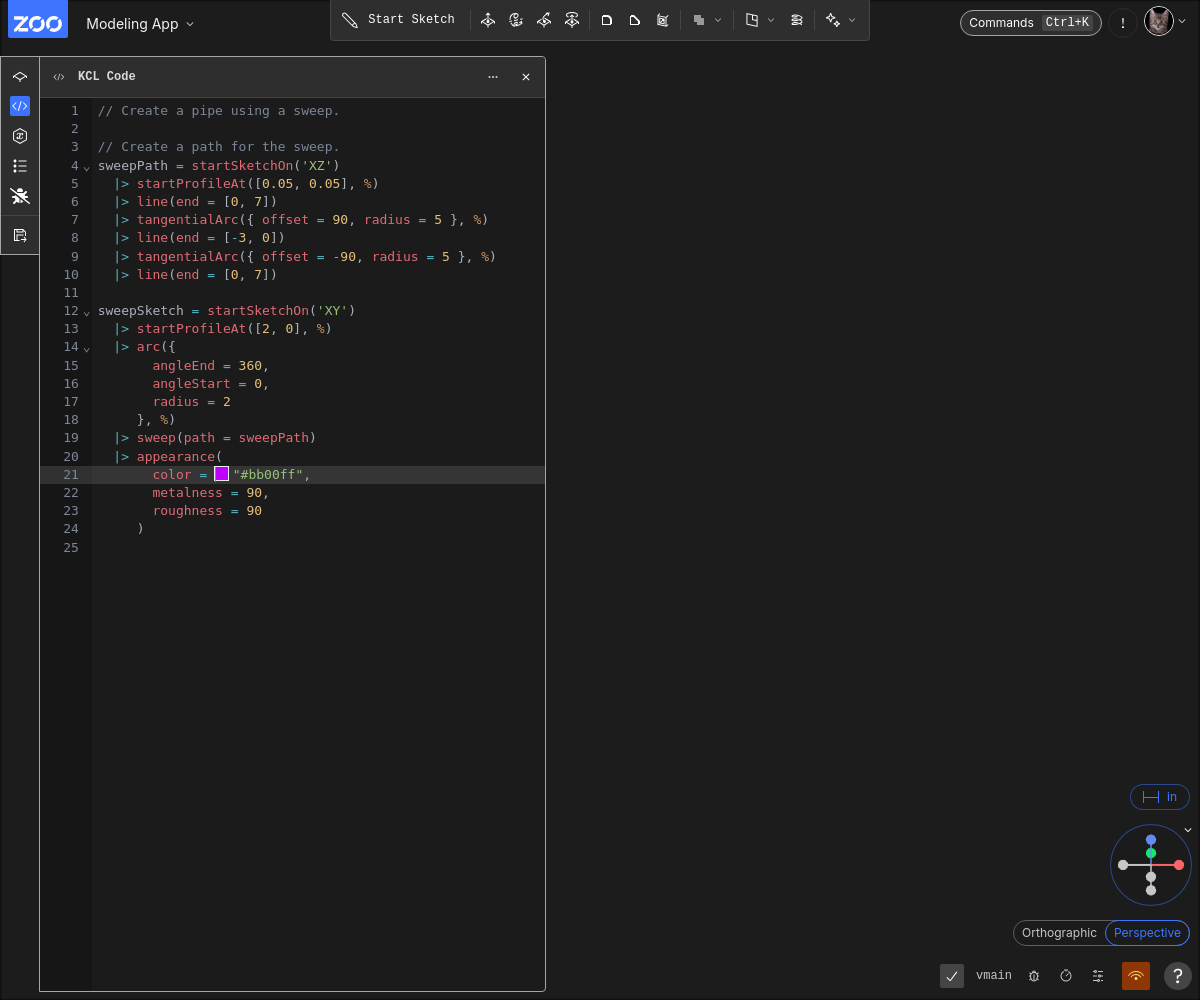 ZOO
Modeling App
Start Sketch
Commands Ctrl+K
!
KCL Code
1 // Create a pipe using a sweep.
2
3 // Create a path for the sweep.
4 sweepPath = startSketchOn('XZ')
5   |> startProfileAt([0.05, 0.05], %)
6   |> line(end = [0, 7])
7   |> tangentialArc({ offset = 90, radius = 5 }, %)
8   |> line(end = [-3, 0])
9   |> tangentialArc({ offset = -90, radius = 5 }, %)
10   |> line(end = [0, 7])
11
12 sweepSketch = startSketchOn('XY')
13   |> startProfileAt([2, 0], %)
14   |> arc({
15        angleEnd = 360,
16        angleStart = 0,
17        radius = 2
18      }, %)
19   |> sweep(path = sweepPath)
20   |> appearance(
21        color = "#bb00ff",
22        metalness = 90,
23        roughness = 90
24      )
25
in
Orthographic Perspective
vmain
?